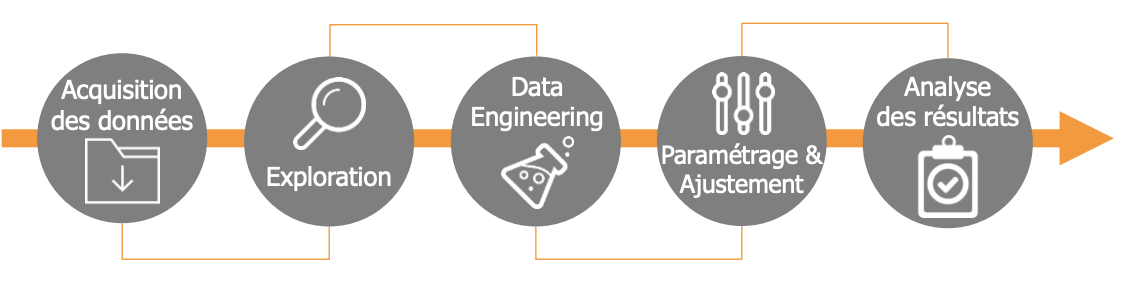 Acquisition
des données
Exploration
Data
Engineering
Paramétrage &
Ajustement
Analyse
des résultats